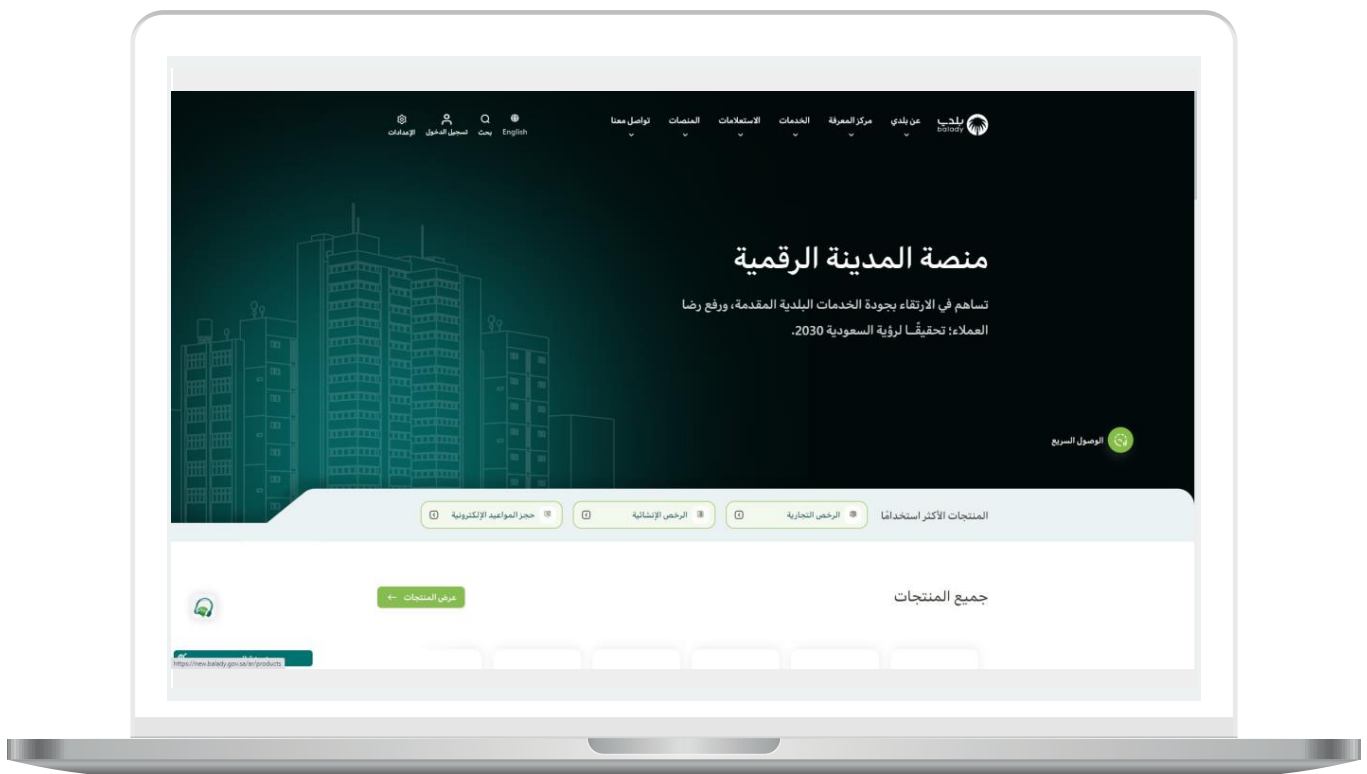 بلدي
balady
عن بلدي
مركز المعرفة
الخدمات
الاستعلامات
المنصات
تواصل معنا
English
بحث
تسجيل الدخول
الإعدادات
منصة المدينة الرقمية
تساهم في الارتقاء بجودة الخدمات البلدية المقدمة، ورفع رضا
العملاء؛ تحقيقًـا لرؤية السعودية 2030.
الوصول السريع
المنتجات الأكثر استخدامًا
الرخص التجارية
الرخص الإنشائية
حجز المواعيد الإلكترونية
جميع المنتجات
عرض المنتجات
https://new.balady.gov.sa/ar/products